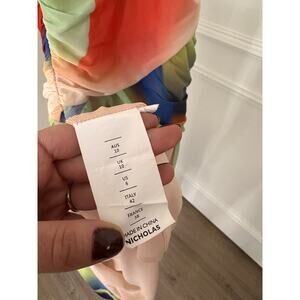 AUS
10
UK
10
US
6
ITALY
42
FRANCE
38
MADE IN CHINA
NICHOLAS